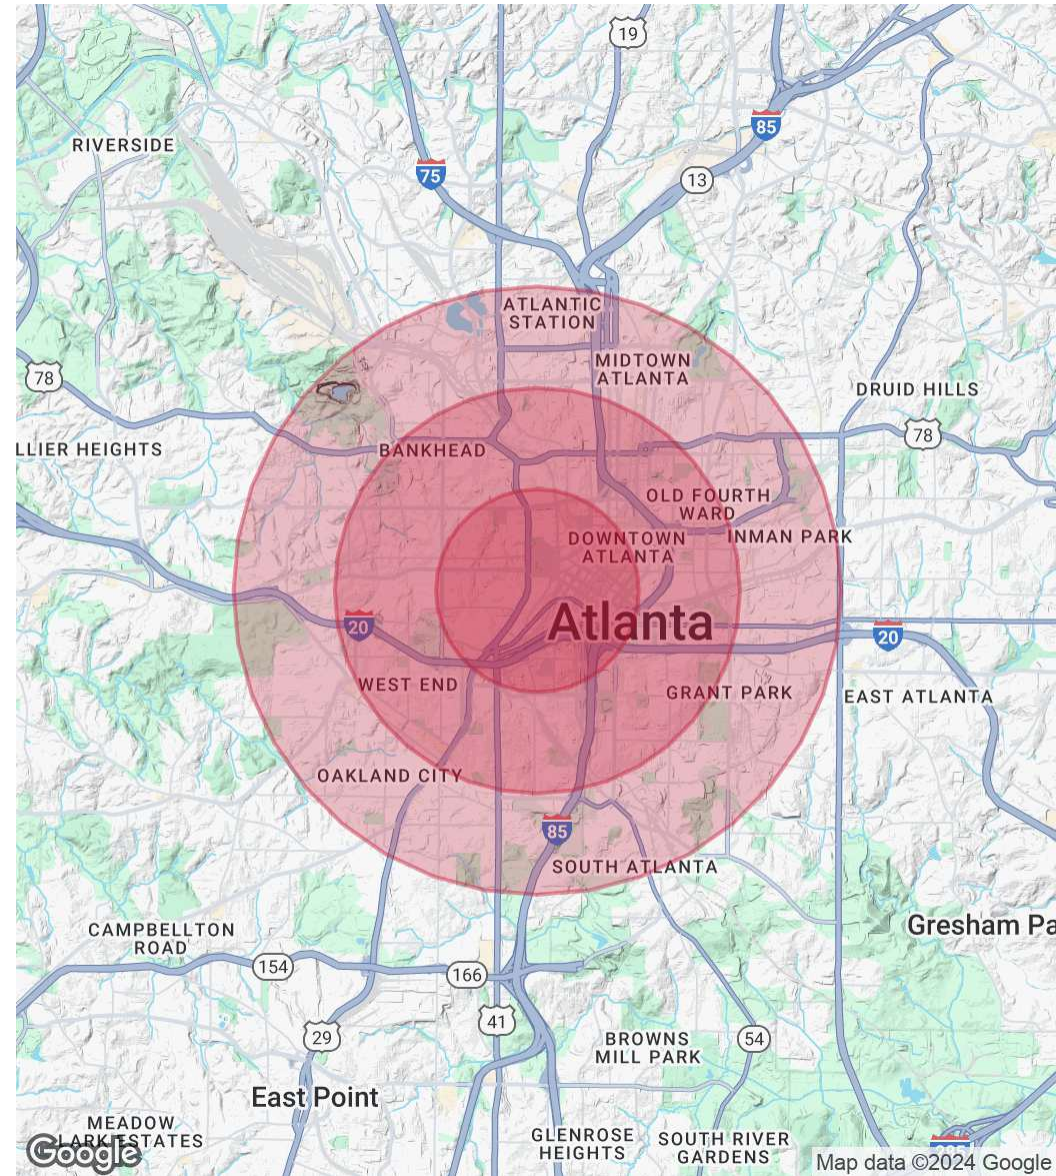 19
85
RIVERSIDE
75
13
ATLANTIC
STATION
MIDTOWN
ATLANTA
78
DRUID HILLS
78
LLIER HEIGHTS
BANKHEAD
OLD FOURTH
WARD
INMAN PARK
DOWNTOWN
ATLANTA
20
Atlanta
20
WEST END
GRANT PARK
EAST ATLANTA
OAKLAND CITY
85
SOUTH ATLANTA
CAMPBELLTON
ROAD
Gresham Pa
154
166
41
29
BROWNS
MILL PARK
54
East Point
MEADOW
LARK ESTATES
GLENROSE
HEIGHTS
SOUTH RIVER
GARDENS
Google
Map data ©2024 Google